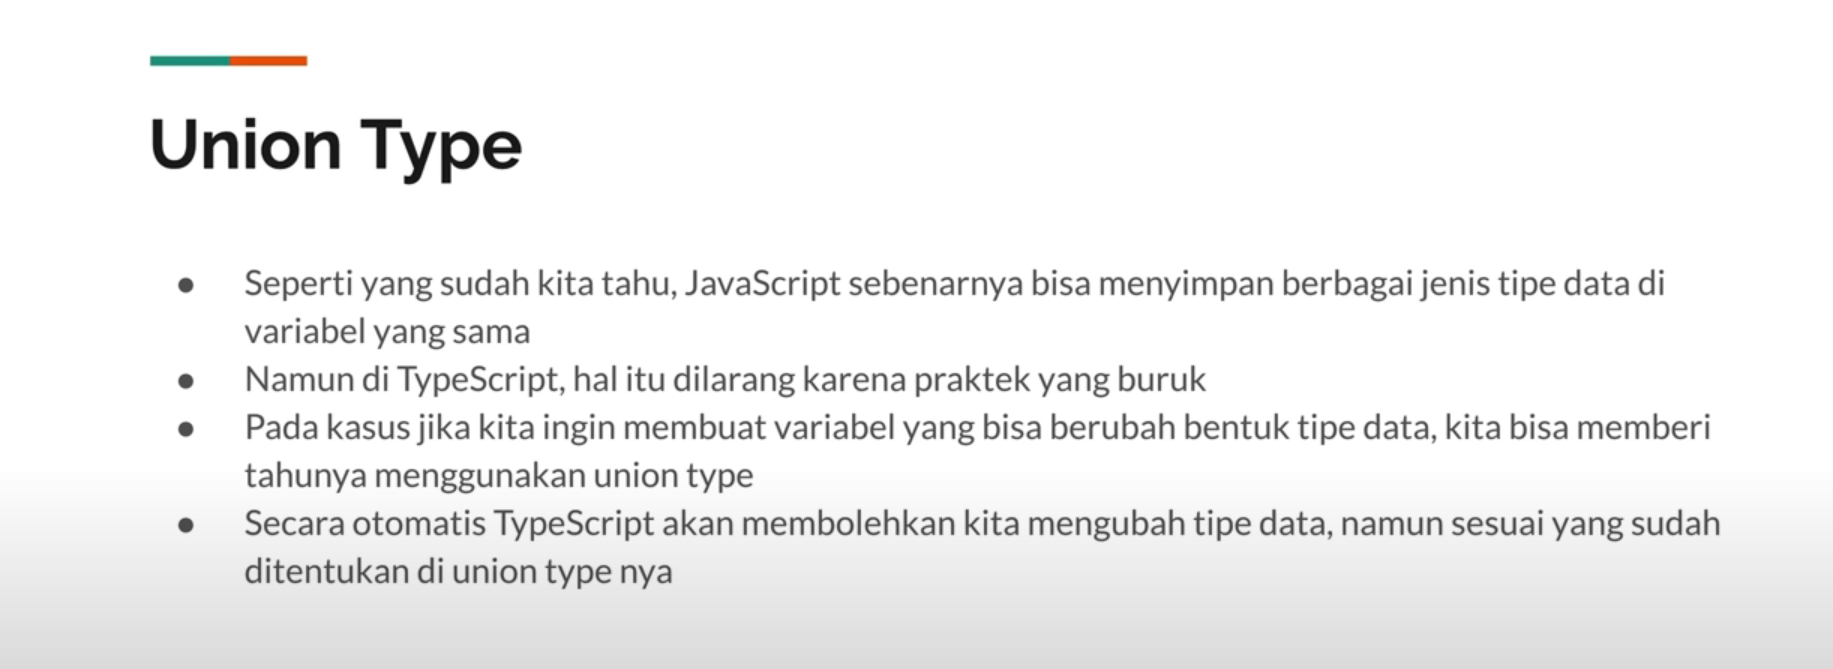 Union Type
● Seperti yang sudah kita tahu, JavaScript sebenarnya bisa menyimpan berbagai jenis tipe data di
variabel yang sama
● Namun di TypeScript, hal itu dilarang karena praktek yang buruk
● Pada kasus jika kita ingin membuat variabel yang bisa berubah bentuk tipe data, kita bisa memberi
tahunya menggunakan union type
● Secara otomatis TypeScript akan membolehkan kita mengubah tipe data, namun sesuai yang sudah
ditentukan di union type nya